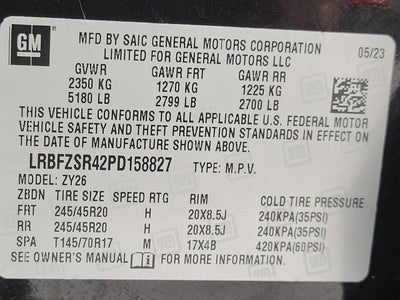 GM
MFD BY SAIC GENERAL MOTORS CORPORATION
LIMITED FOR GENERAL MOTORS LLC
05/23
GVWR GAWR FRT GAWR RR
2350 KG 1270 KG 1225 KG
5180 LB 2799 LB 2700 LB
THIS VEHICLE CONFORMS TO ALL APPLICABLE U.S. FEDERAL MOTOR
VEHICLE SAFETY AND THEFT PREVENTION STANDARDS IN EFFECT ON
THE DATE OF MANUFACTURE SHOWN ABOVE.
LRBFZSR42PD158827 TYPE: M.P.V.
MODEL: ZY26
ZBDN TIRE SIZE SPEED RTG RIM COLD TIRE PRESSURE
FRT 245/45R20 H 20X8.5J 240KPA(35PSI)
RR 245/45R20 H 20X8.5J 240KPA(35PSI)
SPA T145/70R17 M 17X4B 420KPA(60PSI)
SEE OWNER'S MANUAL i FOR MORE INFORMATION.